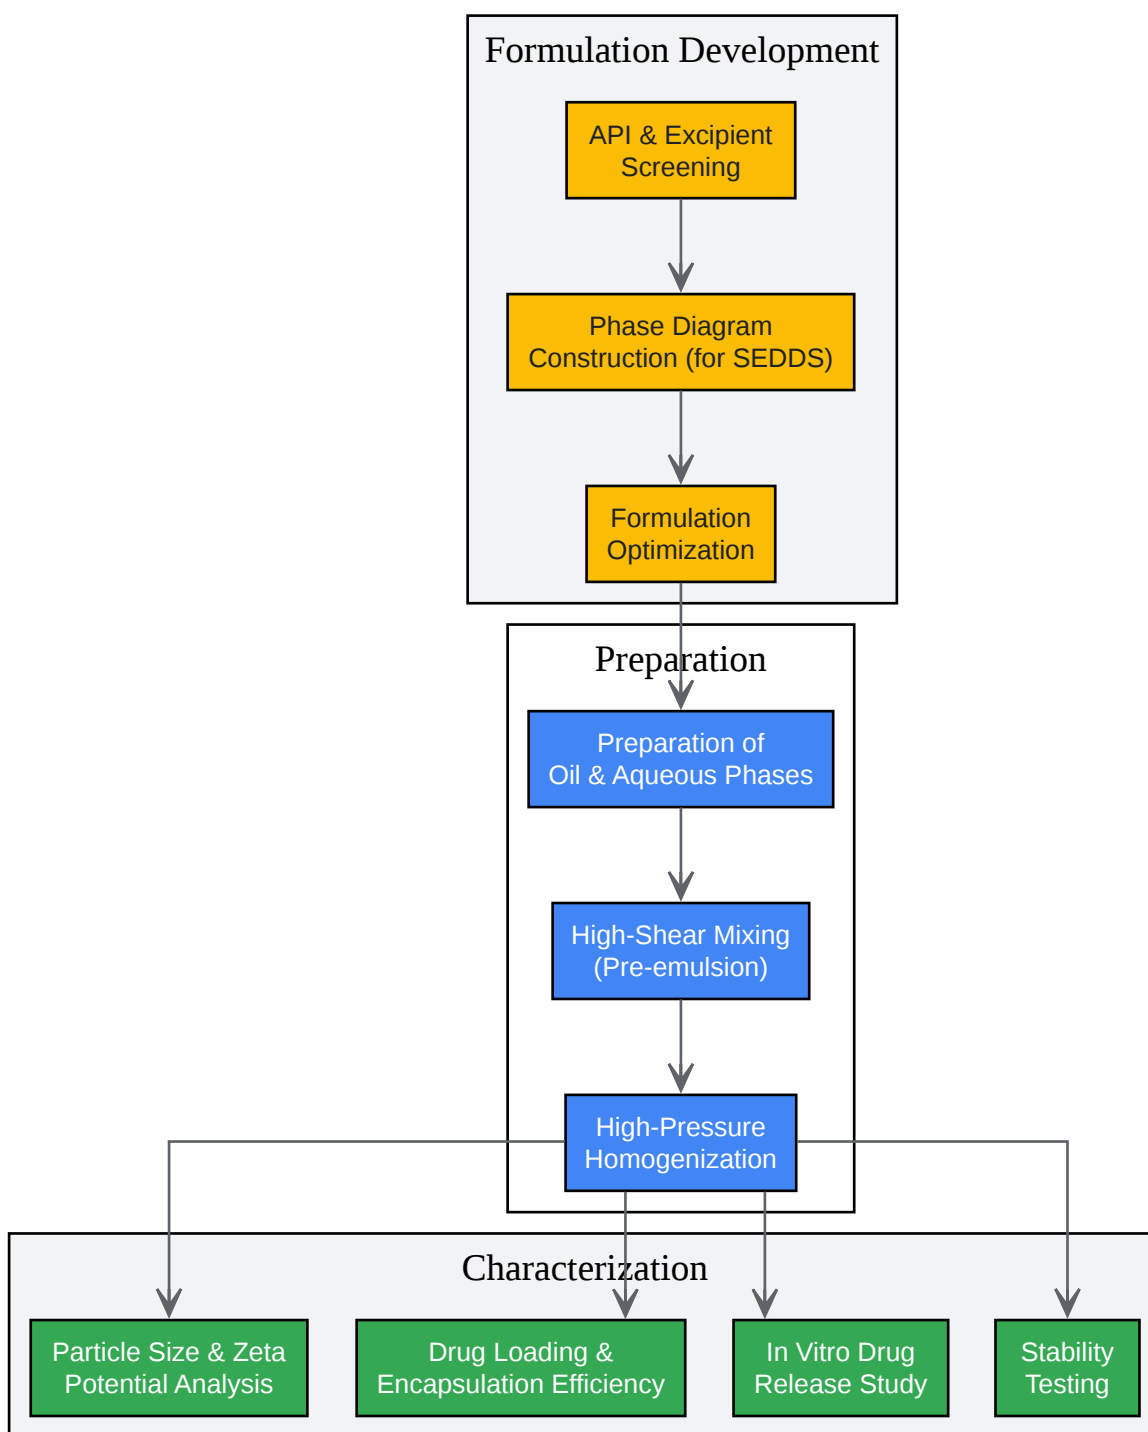 Formulation Development
API & Excipient
Screening
Phase Diagram
Construction (for SEDDS)
Formulation
Optimization
Preparation
Preparation of
Oil & Aqueous Phases
High-Shear Mixing
(Pre-emulsion)
High-Pressure
Homogenization
Characterization
Particle Size & Zeta
Potential Analysis
Drug Loading &
Encapsulation Efficiency
In Vitro Drug
Release Study
Stability
Testing